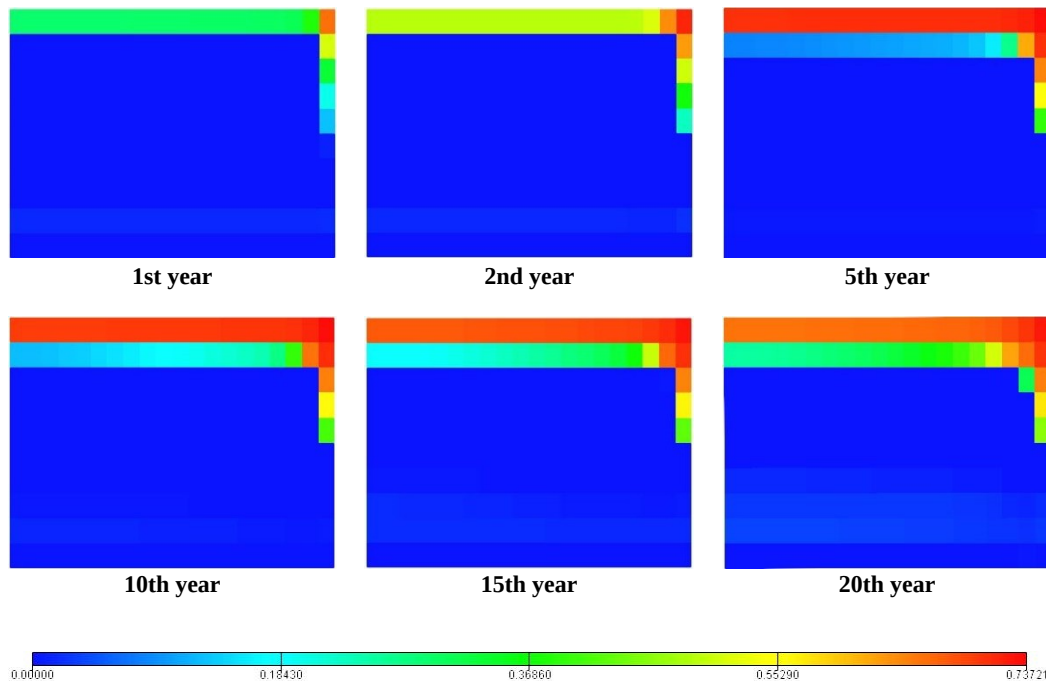 1st year
2nd year
5th year
10th year
15th year
20th year
0.00000
0.18430
0.36860
0.55290
0.73721